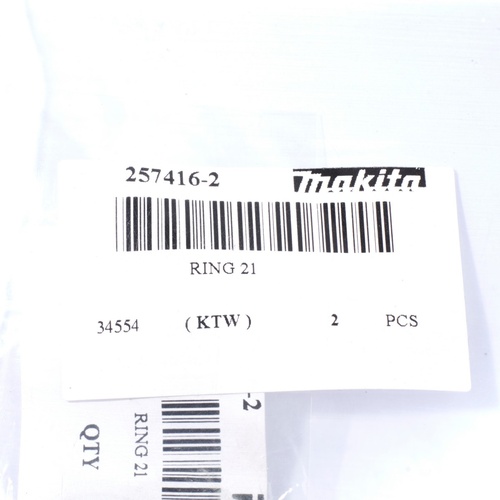 257416-2 makita
RING 21
34554 (KTW) 2 PCS
-2
RING 21
QTY